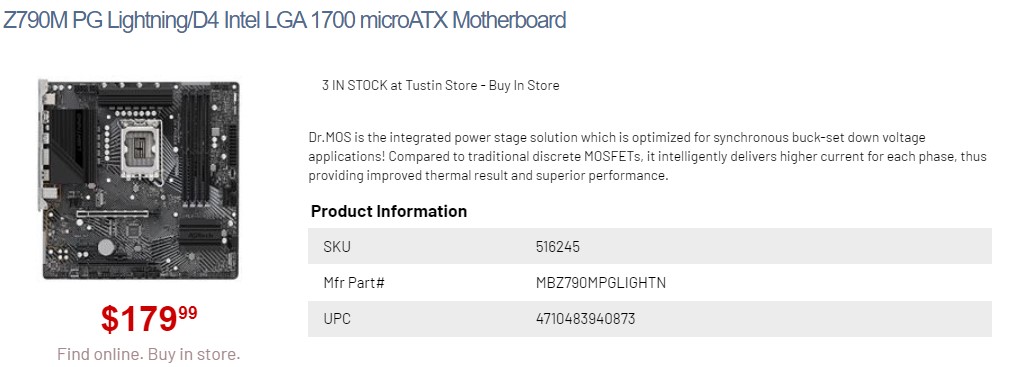 Z790M PG Lightning/D4 Intel LGA 1700 microATX Motherboard
3 IN STOCK at Tustin Store - Buy In Store
Dr.MOS is the integrated power stage solution which is optimized for synchronous buck-set down voltage
applications! Compared to traditional discrete MOSFETs, it intelligently delivers higher current for each phase, thus
providing improved thermal result and superior performance.
Product Information
SKU 516245
Mfr Part# MBZ790MPGLIGHTN
UPC 4710483940873
$17999
Find online. Buy in store.